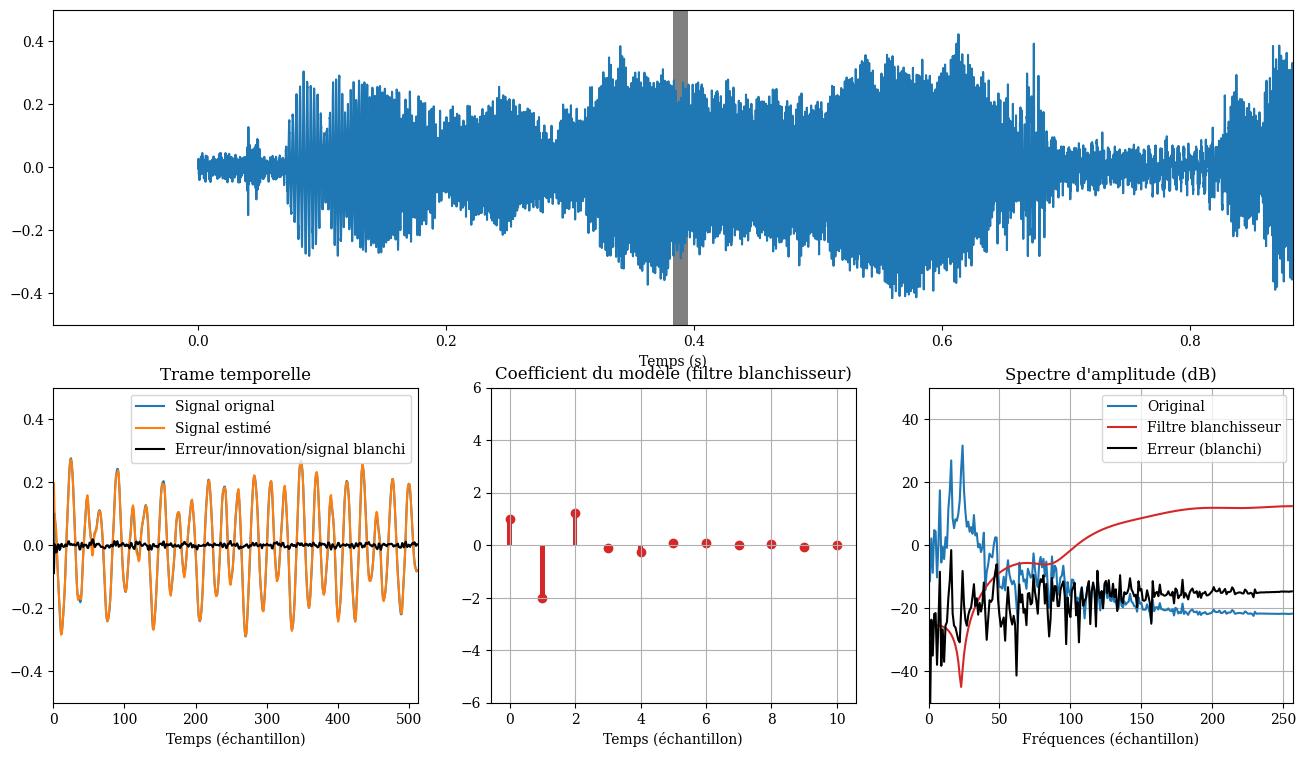 0.4
0.2
0.0
−0.2
−0.4
0.0 0.2 0.4 0.6 0.8
Temps (s)
Trame temporelle
Signal orignal
Signal estimé
Erreur/innovation/signal blanchi
0.4
0.2
0.0
−0.2
−0.4
0 100 200 300 400 500
Temps (échantillon)
Coefficient du modèle (filtre blanchisseur)
6
4
2
0
−2
−4
−6
0 2 4 6 8 10
Temps (échantillon)
Spectre d'amplitude (dB)
Original
Filtre blanchisseur
Erreur (blanchi)
40
20
0
−20
−40
0 50 100 150 200 250
Fréquences (échantillon)